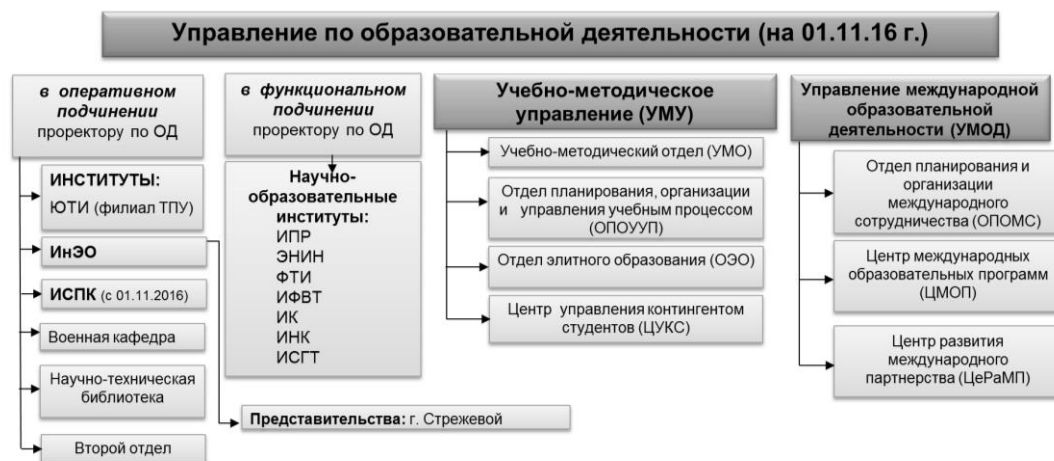 Управление по образовательной деятельности (на 01.11.16 г.)
в оперативном
подчинении
проректору по ОД
ИНСТИТУТЫ:
ЮТИ (филиал ТПУ)
ИнЭО
ИСПК (с 01.11.2016)
Военная кафедра
Научно-техническая
библиотека
Второй отдел
в функциональном
подчинении
проректору по ОД
Научно-
образовательные
институты:
ИПР
ЭНИН
ФТИ
ИФВТ
ИК
ИНК
ИСГТ
Представительства: г. Стрежевой
Учебно-методическое
управление (УМУ)
Учебно-методический отдел (УМО)
Отдел планирования, организации
и управления учебным процессом
(ОПОУУП)
Отдел элитного образования (ОЭО)
Центр управления контингентом
студентов (ЦУКС)
Управление международной
образовательной
деятельности (УМОД)
Отдел планирования и
организации
международного
сотрудничества (ОПОМС)
Центр международных
образовательных программ
(ЦМОП)
Центр развития
международного
партнерства (ЦеРаМП)